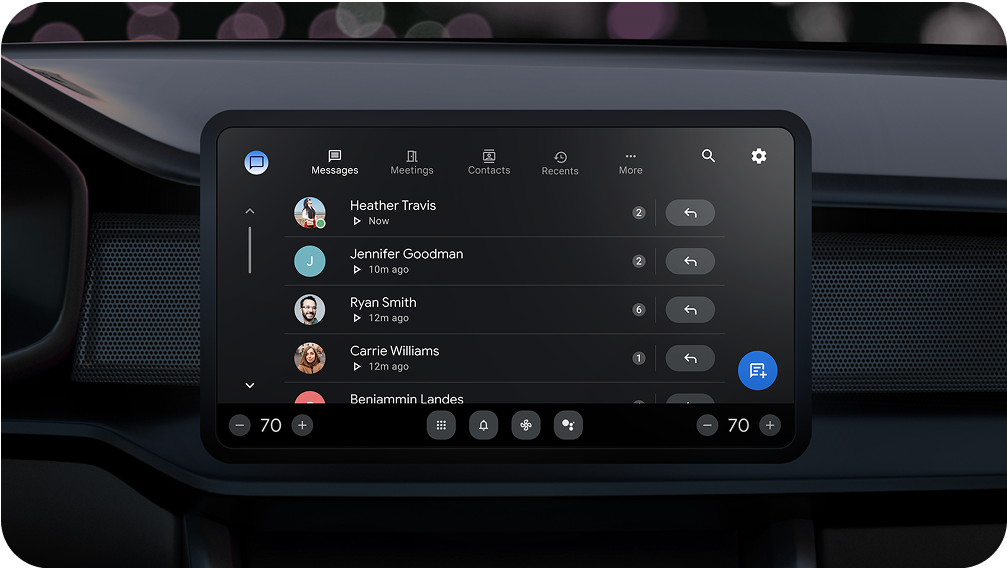 Messages
Meetings
Contacts
Recents
More
Heather Travis
Now
2
J
Jennifer Goodman
10m ago
2
Ryan Smith
12m ago
6
Carrie Williams
12m ago
1
Beniammin Landes
70
70